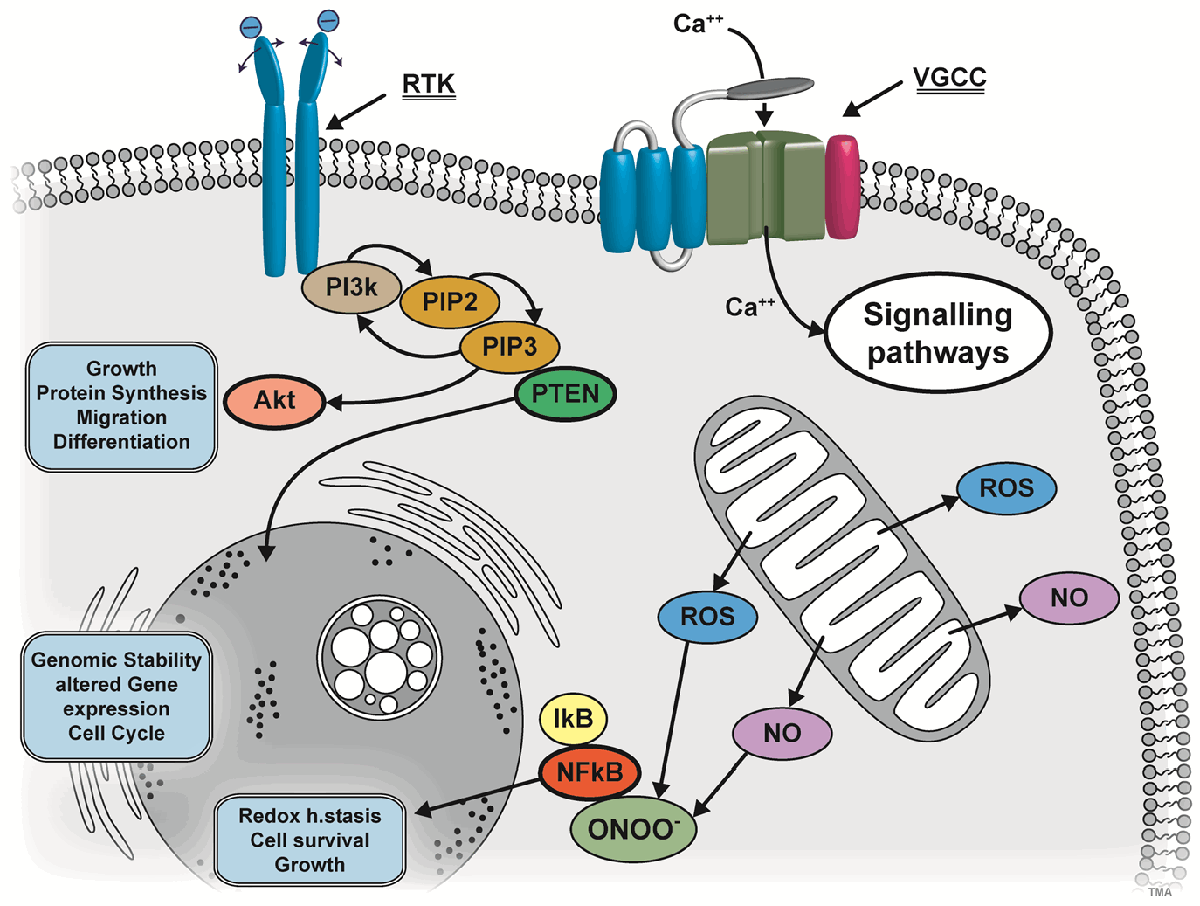 Ca⁺⁺
RTK
VGCC
PI3k
PIP2
PIP3
PTEN
Akt
Growth
Protein Synthesis
Migration
Differentiation
Ca⁺⁺
Signalling
pathways
ROS
NO
ROS
NO
Genomic Stability
altered Gene
expression
Cell Cycle
IkB
NFkB
ONOO⁻
Redox h.stasis
Cell survival
Growth
TMA